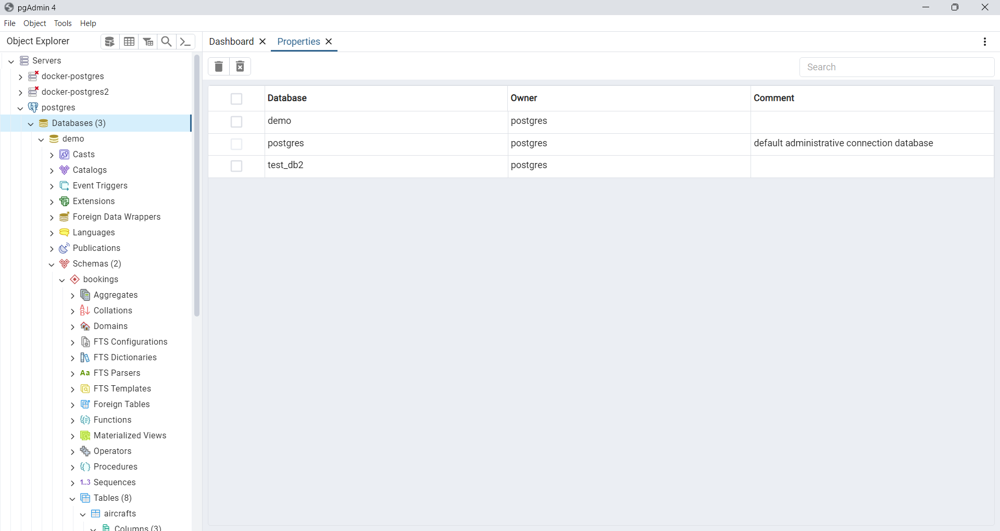 pgAdmin 4
File Object Tools Help
Object Explorer
Dashboard
Properties
Search
Servers
docker-postgres
docker-postgres2
postgres
Databases (3)
demo
Casts
Catalogs
Event Triggers
Extensions
Foreign Data Wrappers
Languages
Publications
Schemas (2)
bookings
Aggregates
Collations
Domains
FTS Configurations
FTS Dictionaries
Aa FTS Parsers
FTS Templates
Foreign Tables
Functions
Materialized Views
Operators
Procedures
1..3 Sequences
Tables (8)
aircrafts
Columns (3)
Database Owner Comment
demo postgres
postgres postgres default administrative connection database
test_db2 postgres